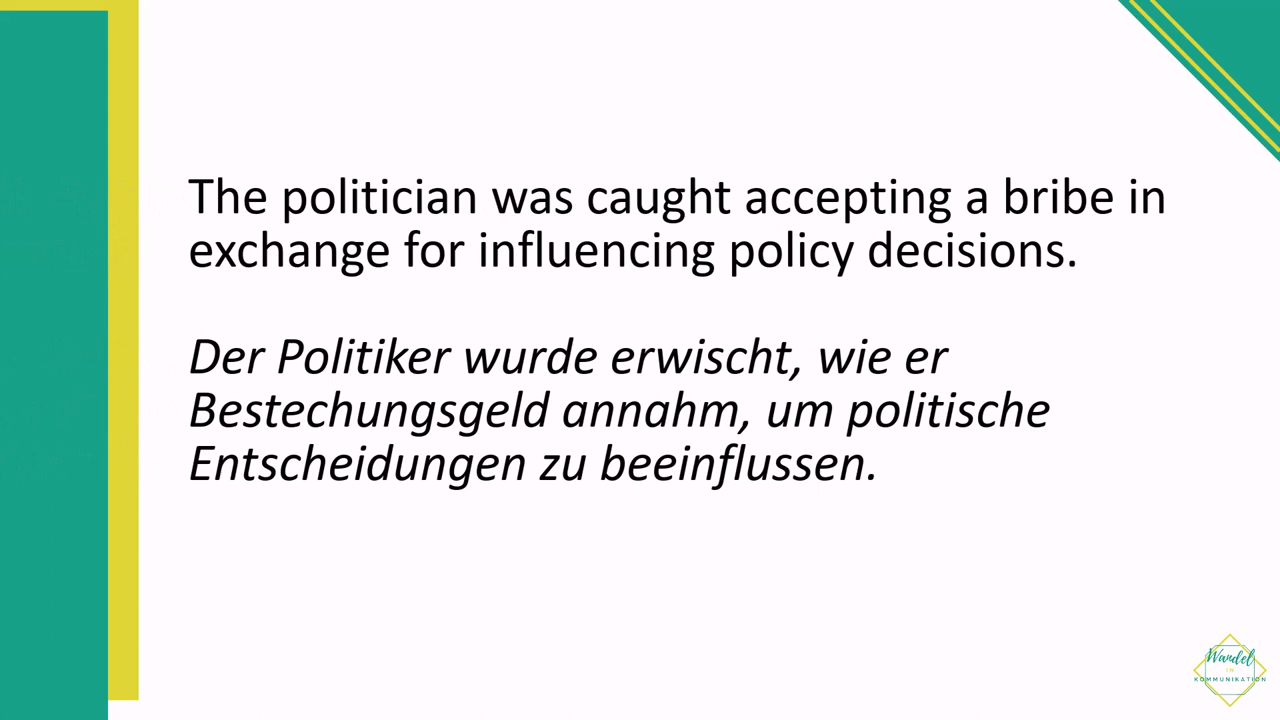 The politician was caught accepting a bribe in
exchange for influencing policy decisions.
Der Politiker wurde erwischt, wie er
Bestechungsgeld annahm, um politische
Entscheidungen zu beeinflussen.
Wandel
IN
KOMMUNIKATION